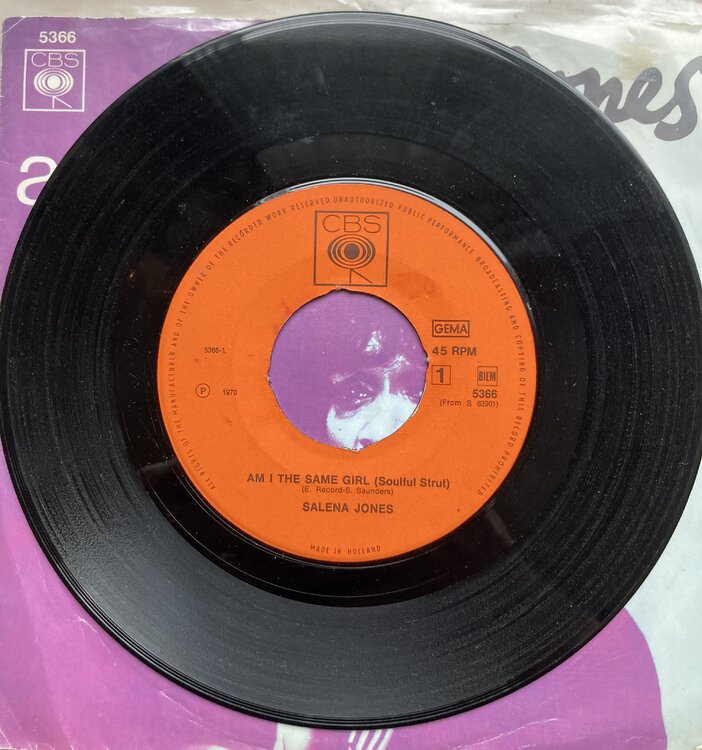 5366
CBS
Jones
a
ALL RIGHTS OF THE MANUFACTURER AND OF THE OWNER OF THE RECORDED WORK RESERVED UNAUTHORIZED PUBLIC PERFORMANCE BROADCASTING AND COPYING OF THIS RECORD PROHIBITED
CBS
GEMA
45 RPM
5366-1
1
BIEM
℗ 1970
5366
(From S 63901)
AM I THE SAME GIRL (Soulful Strut)
(E. Record-S. Saunders)
SALENA JONES
MADE IN HOLLAND